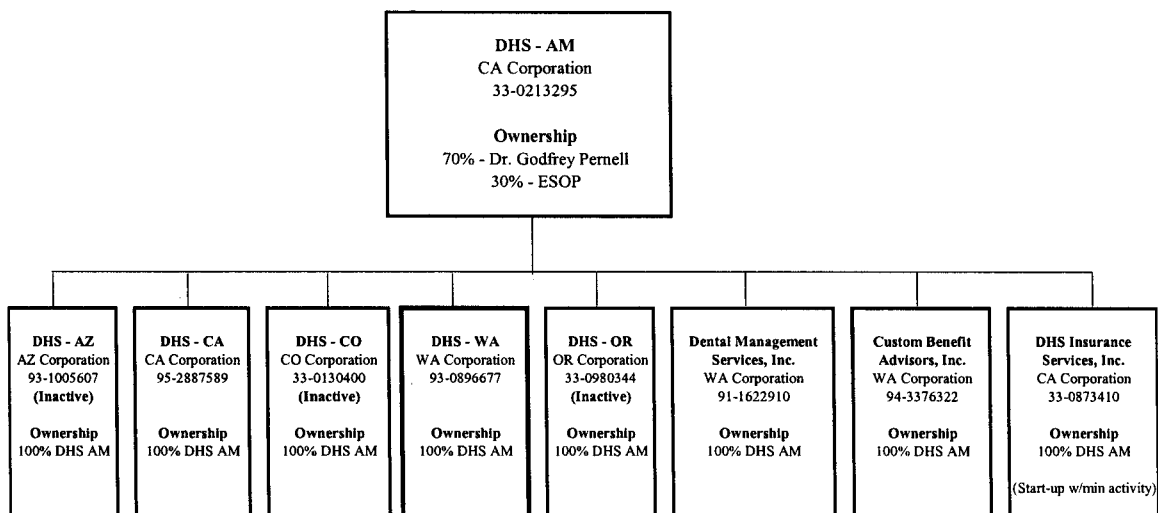 DHS - AM
CA Corporation
33-0213295
Ownership
70% - Dr. Godfrey Pernell
30% - ESOP
DHS - AZ
AZ Corporation
93-1005607
(Inactive)
Ownership
100% DHS AM
DHS - CA
CA Corporation
95-2887589
Ownership
100% DHS AM
DHS - CO
CO Corporation
33-0130400
(Inactive)
Ownership
100% DHS AM
DHS - WA
WA Corporation
93-0896677
Ownership
100% DHS AM
DHS - OR
OR Corporation
33-0980344
(Inactive)
Ownership
100% DHS AM
Dental Management
Services, Inc.
WA Corporation
91-1622910
Ownership
100% DHS AM
Custom Benefit
Advisors, Inc.
WA Corporation
94-3376322
Ownership
100% DHS AM
DHS Insurance
Services, Inc.
CA Corporation
33-0873410
Ownership
100% DHS AM
(Start-up w/min activity)